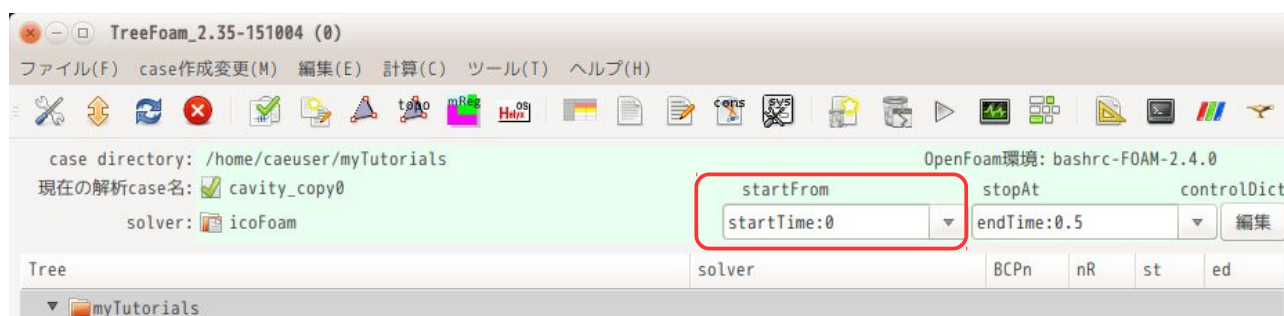 TreeFoam_2.35-151004 (0)
ファイル(F) case作成変更(M) 編集(E) 計算(C) ツール(T) ヘルプ(H)
topo mReg OS Helyx cons sys
case directory: /home/caeuser/myTutorials OpenFoam環境: bashrc-FOAM-2.4.0
現在の解析case名: cavity_copy0 startFrom stopAt controlDict
solver: icoFoam startTime:0 endTime:0.5 編集
Tree solver BCPn nR st ed
myTutorials